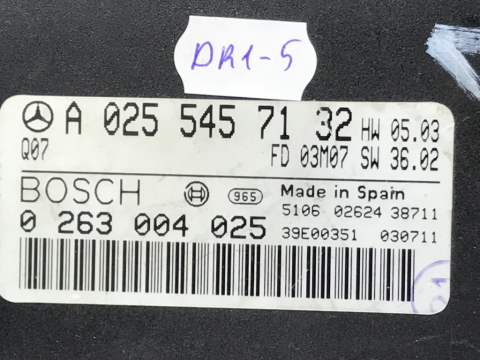 DR1-5
A 025 545 71 32 HW 05.03
Q07 FD 03M07 SW 36.02
BOSCH 965 Made in Spain
5106 02624 38711
0 263 004 025 39E00351 030711